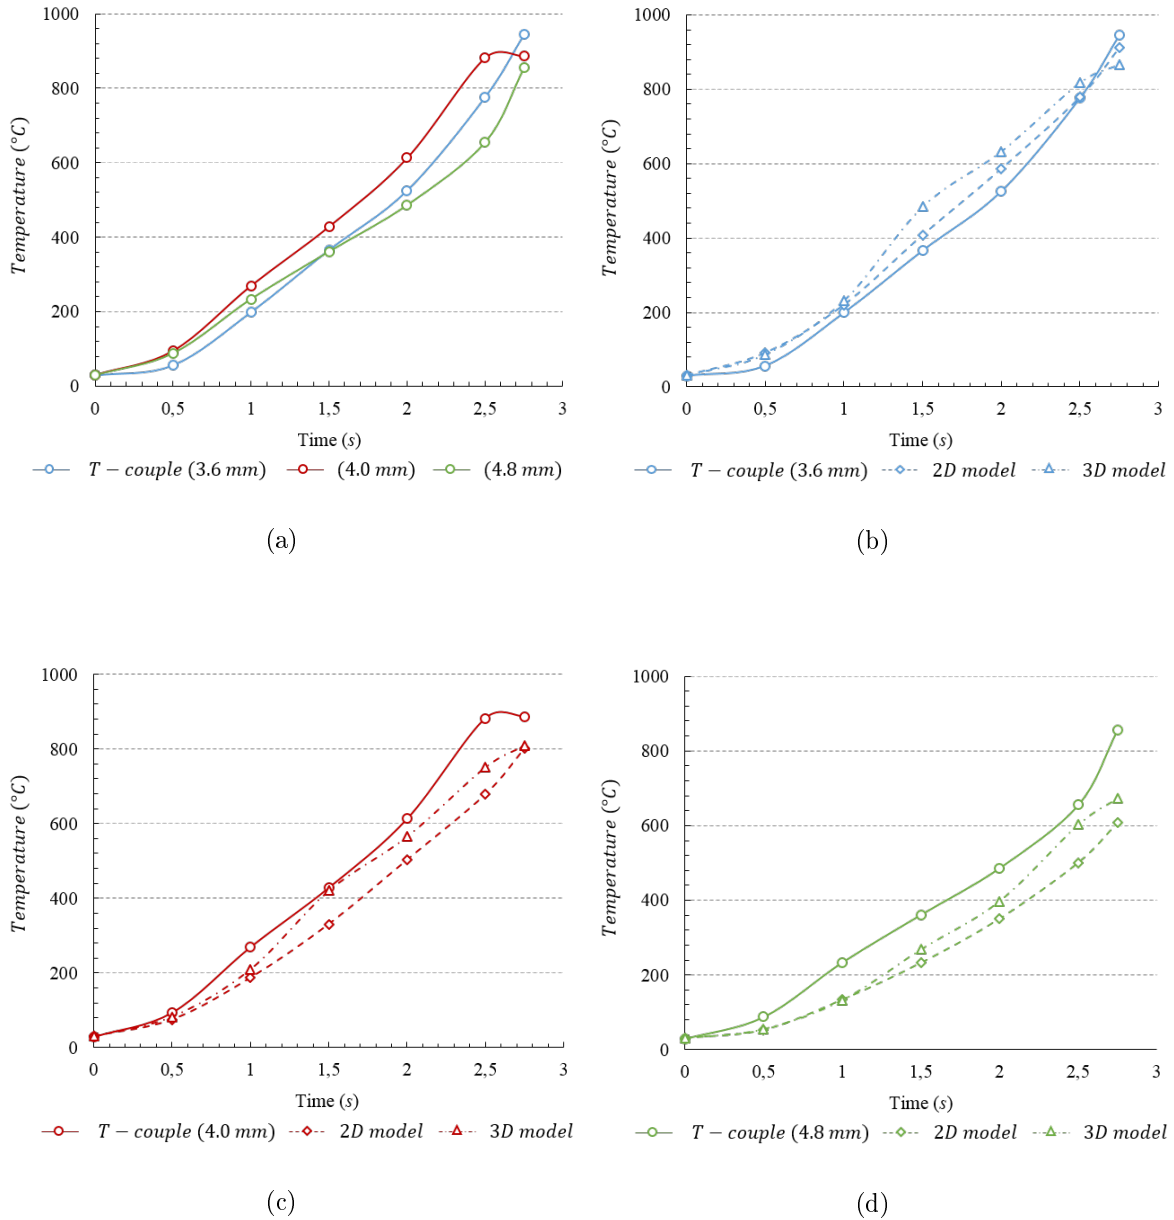 1000
800
600
400
200
0
Temperature (°C)
0 0,5 1 1,5 2 2,5 3
Time (s)
T − couple (3.6 mm) (4.0 mm) (4.8 mm)
(a)
1000
800
600
400
200
0
Temperature (°C)
0 0,5 1 1,5 2 2,5 3
Time (s)
T − couple (3.6 mm) 2D model 3D model
(b)
1000
800
600
400
200
0
Temperature (°C)
0 0,5 1 1,5 2 2,5 3
Time (s)
T − couple (4.0 mm) 2D model 3D model
(c)
1000
800
600
400
200
0
Temperature (°C)
0 0,5 1 1,5 2 2,5 3
Time (s)
T − couple (4.8 mm) 2D model 3D model
(d)